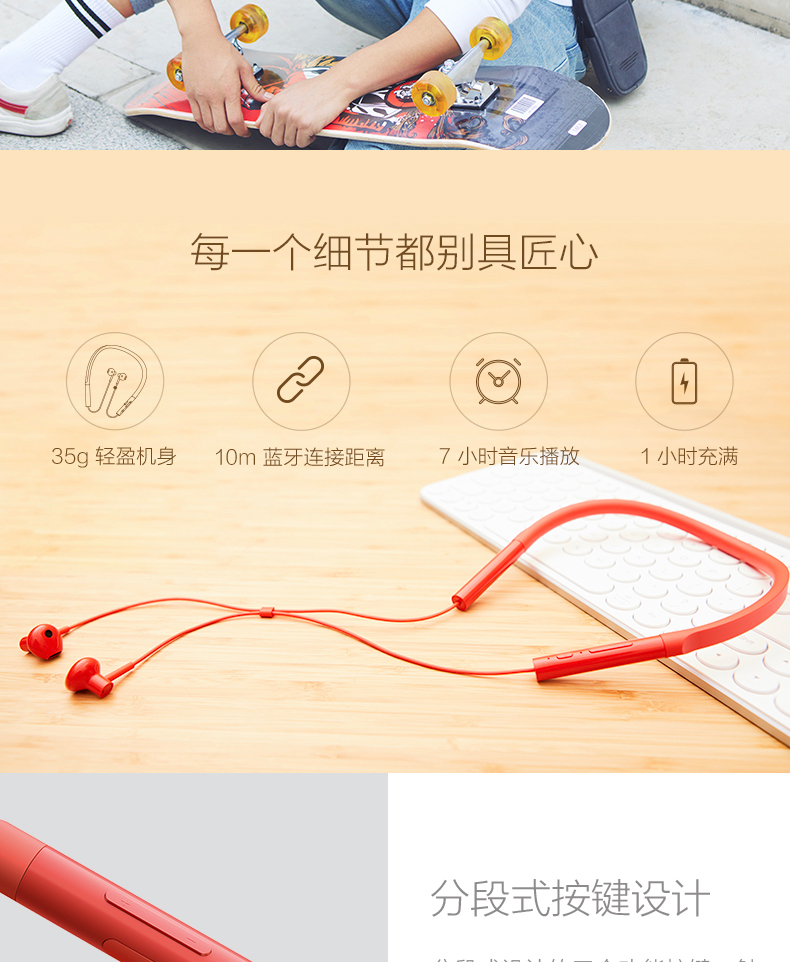 每一个细节都别具匠心
35g 轻盈机身
10m 蓝牙连接距离
7 小时音乐播放
1 小时充满
分段式按键设计